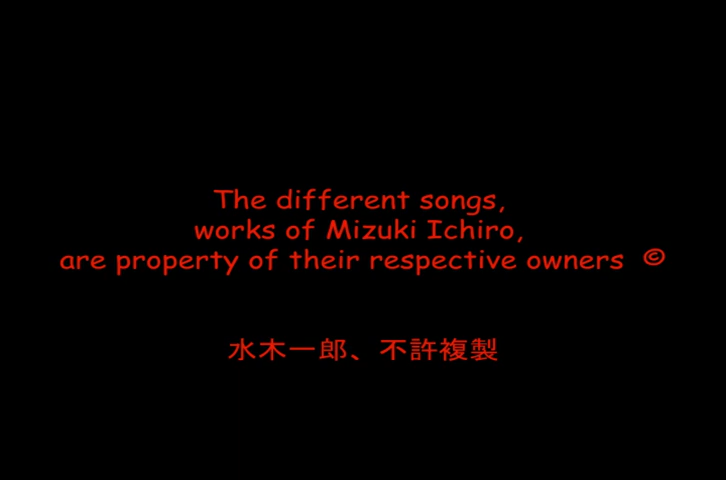 The different songs,
works of Mizuki Ichiro,
are property of their respective owners ©
水木一郎、不許複製